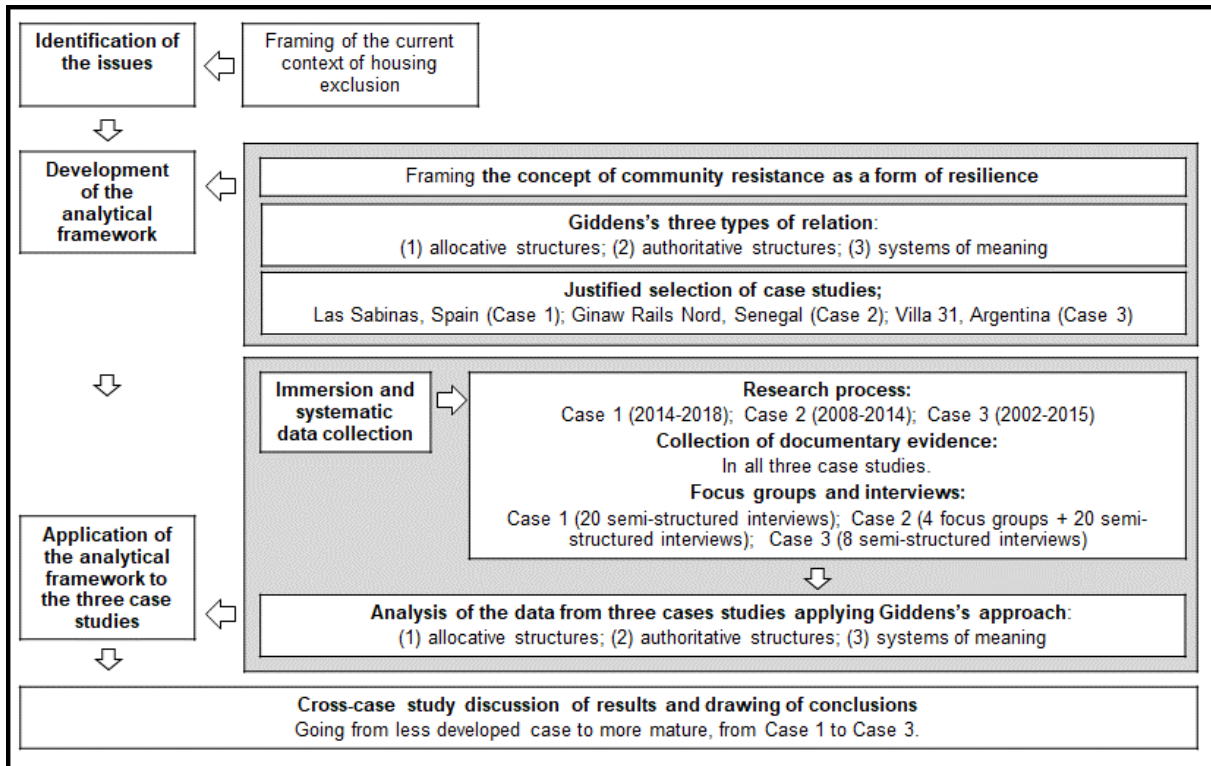 Identification of
the issues
Framing of the current
context of housing
exclusion
Development
of the
analytical
framework
Framing the concept of community resistance as a form of resilience
Giddens's three types of relation:
(1) allocative structures; (2) authoritative structures; (3) systems of meaning
Justified selection of case studies;
Las Sabinas, Spain (Case 1); Ginaw Rails Nord, Senegal (Case 2); Villa 31, Argentina (Case 3)
Immersion and
systematic
data collection
Research process:
Case 1 (2014-2018); Case 2 (2008-2014); Case 3 (2002-2015)
Collection of documentary evidence:
In all three case studies.
Focus groups and interviews:
Case 1 (20 semi-structured interviews); Case 2 (4 focus groups + 20 semi-
structured interviews); Case 3 (8 semi-structured interviews)
Application of
the analytical
framework to
the three case
studies
Analysis of the data from three cases studies applying Giddens's approach:
(1) allocative structures; (2) authoritative structures; (3) systems of meaning
Cross-case study discussion of results and drawing of conclusions
Going from less developed case to more mature, from Case 1 to Case 3.